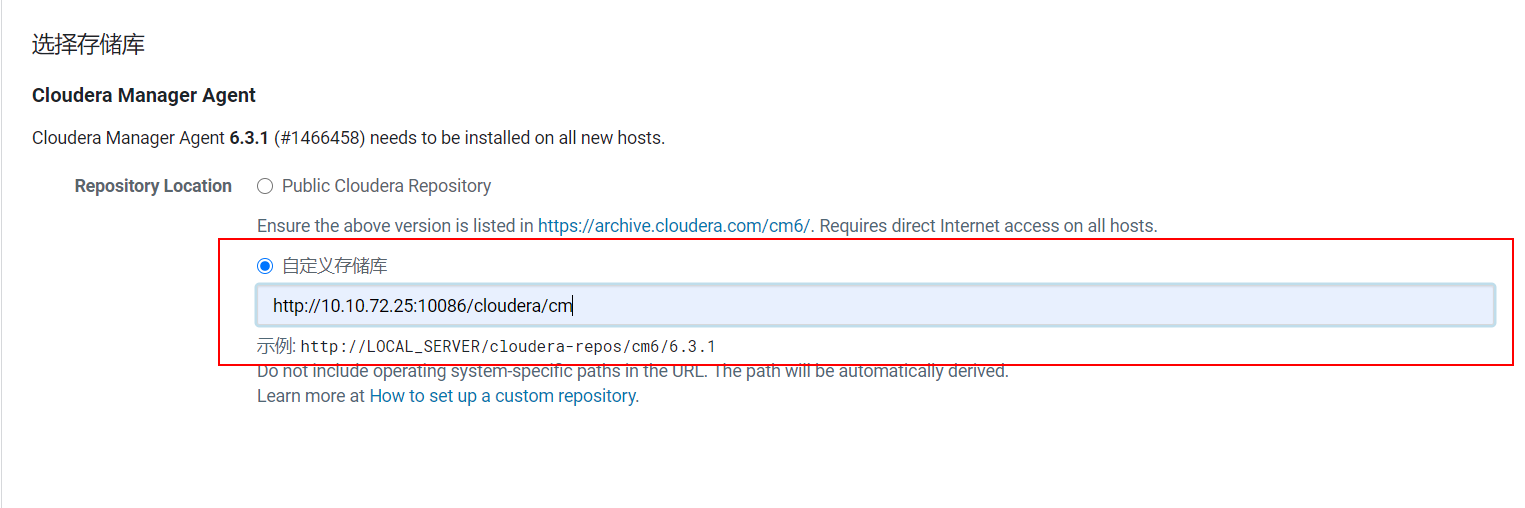 选择存储库
Cloudera Manager Agent
Cloudera Manager Agent 6.3.1 (#1466458) needs to be installed on all new hosts.
Repository Location Public Cloudera Repository
Ensure the above version is listed in https://archive.cloudera.com/cm6/. Requires direct Internet access on all hosts.
自定义存储库
http://10.10.72.25:10086/cloudera/cm
示例: http://LOCAL_SERVER/cloudera-repos/cm6/6.3.1
Do not include operating system-specific paths in the URL. The path will be automatically derived.
Learn more at How to set up a custom repository.